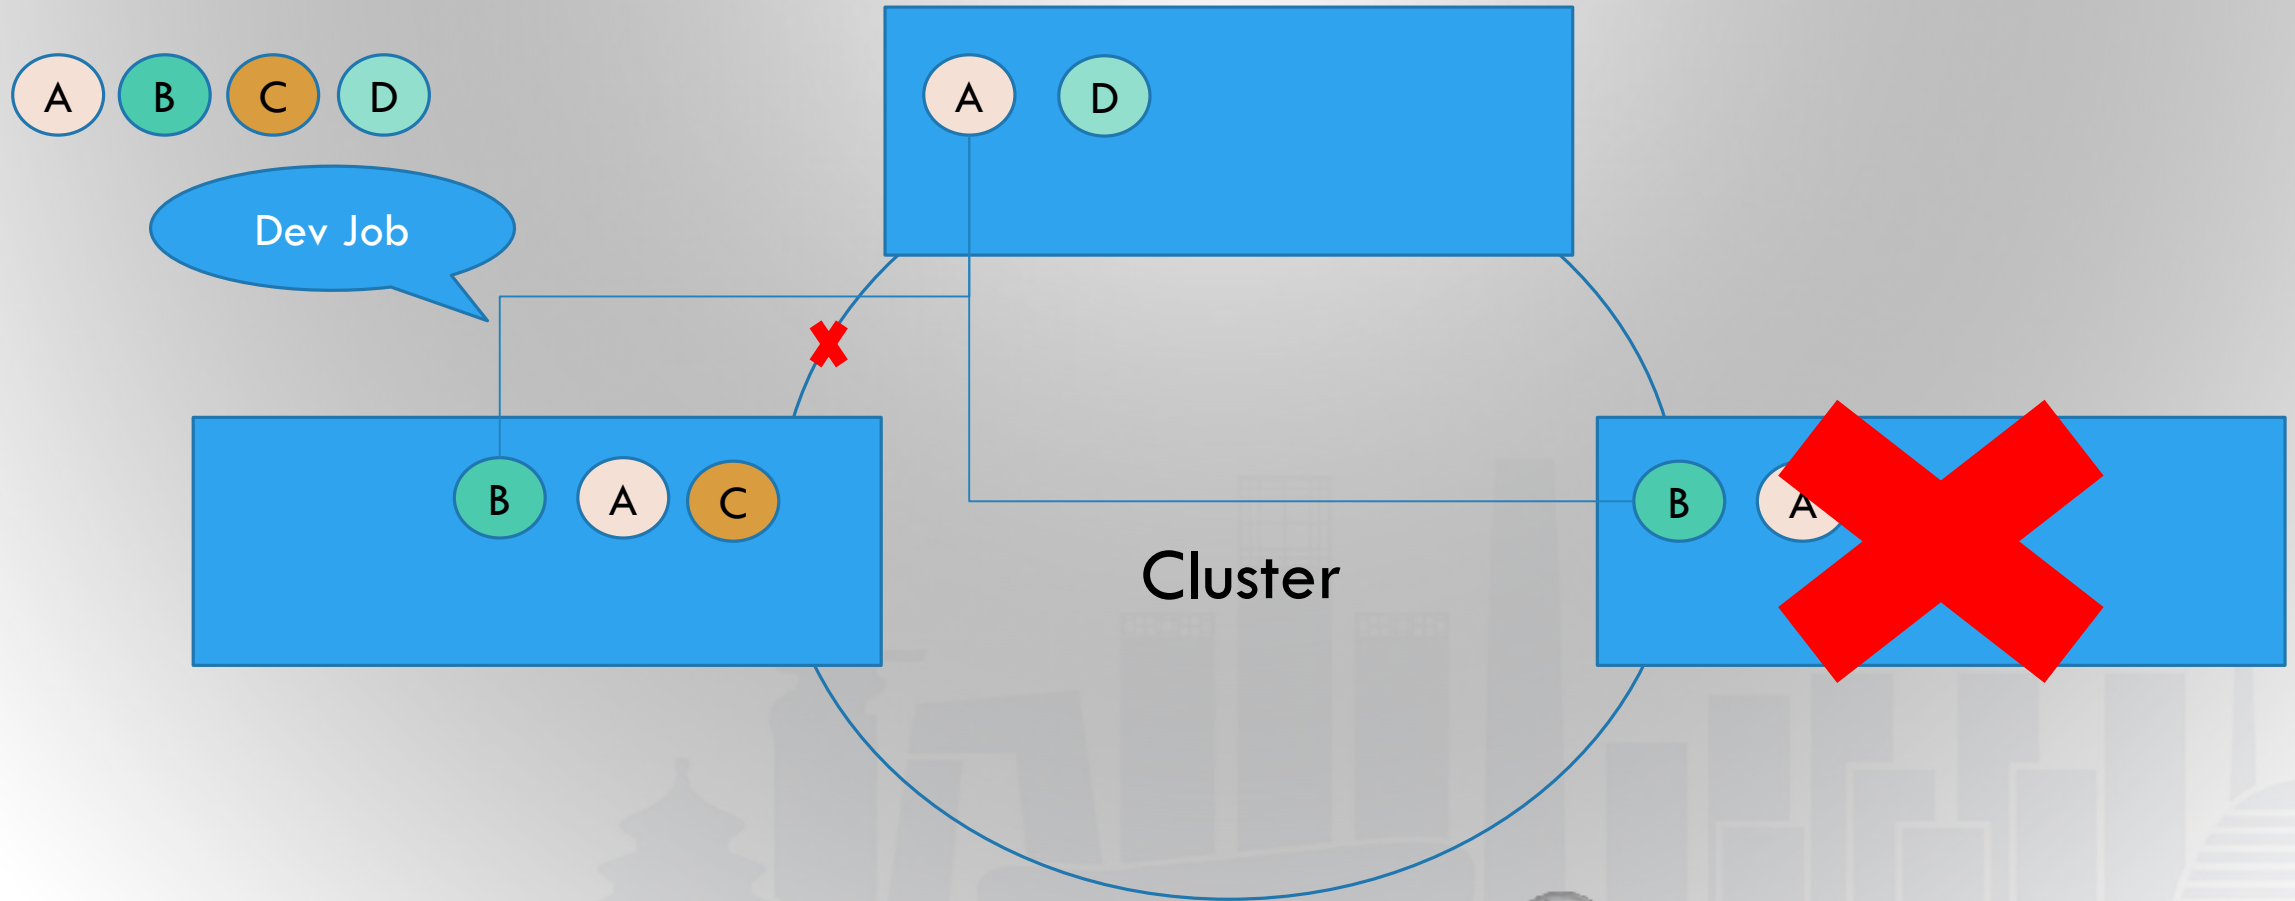 A B C D
A D
Dev Job
B A C
B A
Cluster